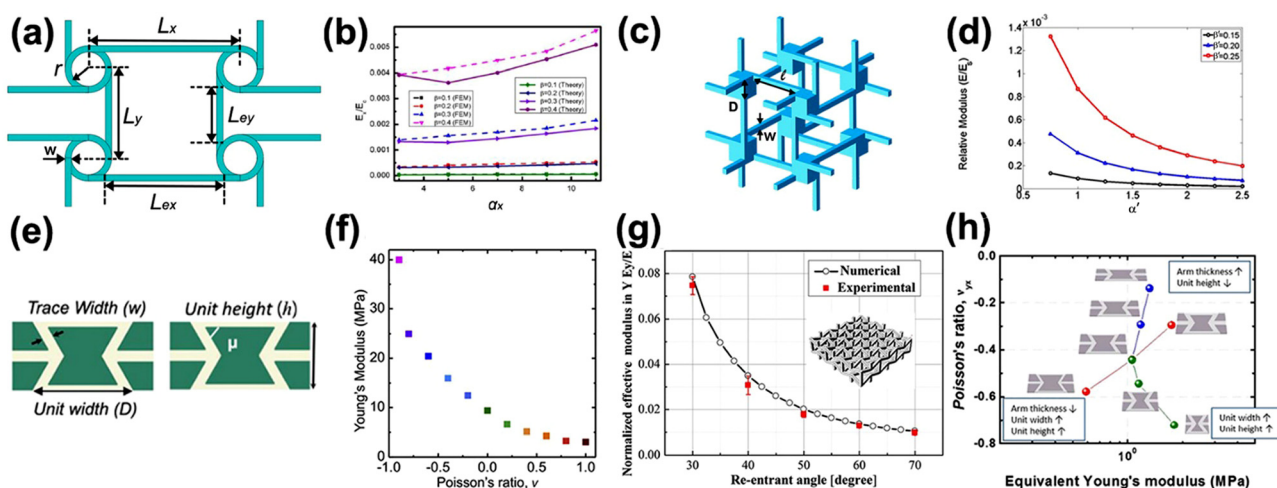 (a)
Lx
r
Ly
Ley
w
Lex
(b)
0.005
0.004
0.003
0.002
0.001
0.000
β=0.1 (FEM)
β=0.2 (FEM)
β=0.3 (FEM)
β=0.4 (FEM)
β=0.1 (Theory)
β=0.2 (Theory)
β=0.3 (Theory)
β=0.4 (Theory)
4 6 8 10
αx
(c)
ℓ
D
W
(d)
Relative Modulus (E/Es)
1.4 x 10⁻³
1.2
1
0.8
0.6
0.4
0.2
0
β'=0.15
β'=0.20
β'=0.25
0.5 1 1.5 2 2.5
α'
(e)
Trace Width (w)
Unit height (h)
μ
Unit width (D)
(f)
Young's Modulus (MPa)
40
30
20
10
0
-1.0 -0.5 0.0 0.5 1.0
Poisson's ratio, v
(g)
Normalized effective modulus in Y Ey/E
0.08
0.06
0.04
0.02
0.00
Numerical
Experimental
30 40 50 60 70
Re-entrant angle [degree]
(h)
Poisson's ratio, νyx
0.0
-0.2
-0.4
-0.6
-0.8
Arm thickness ↑
Unit height ↓
Arm thickness ↓
Unit width ↑
Unit height ↑
Unit width ↑
Unit height ↑
10⁰
Equivalent Young's modulus (MPa)